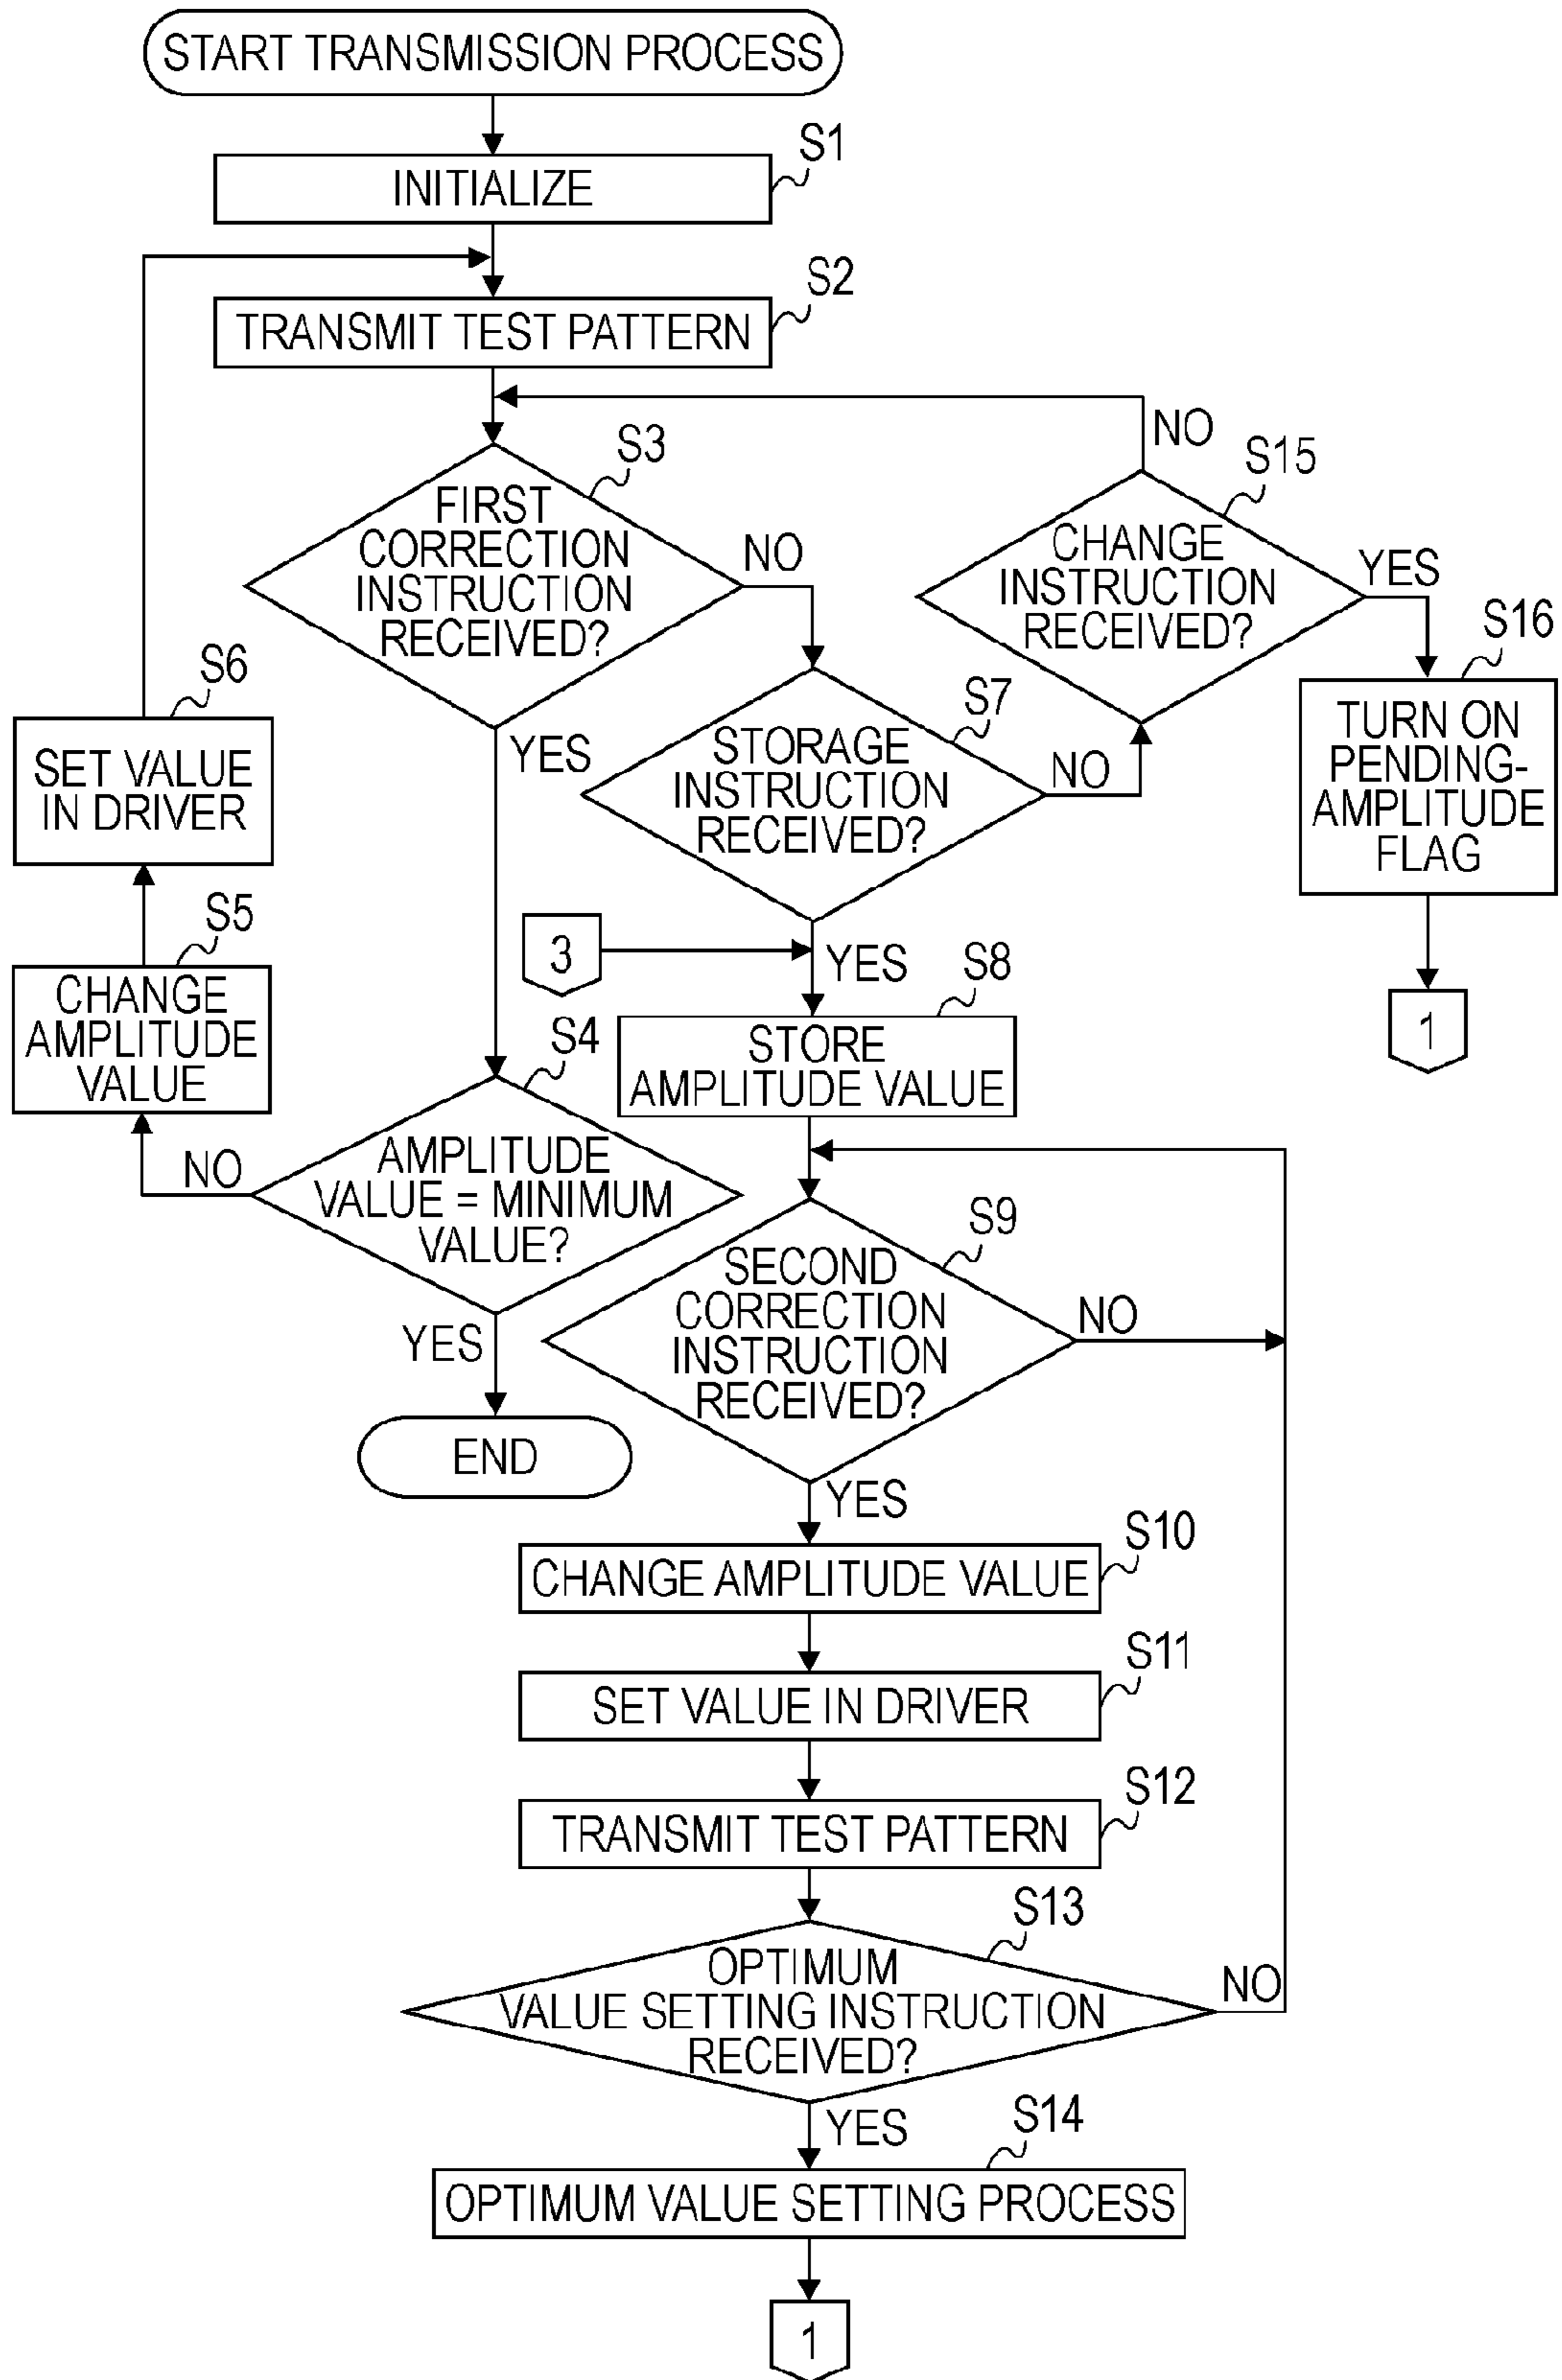 START TRANSMISSION PROCESS
S1
INITIALIZE
S2
TRANSMIT TEST PATTERN
S3
FIRST
CORRECTION
INSTRUCTION
RECEIVED?
NO
YES
NO
S15
CHANGE
INSTRUCTION
RECEIVED?
YES
S16
TURN ON
PENDING-
AMPLITUDE
FLAG
1
S6
SET VALUE
IN DRIVER
S7
STORAGE
INSTRUCTION
RECEIVED?
NO
YES
3
S5
CHANGE
AMPLITUDE
VALUE
S8
STORE
AMPLITUDE VALUE
S4
AMPLITUDE
VALUE = MINIMUM
VALUE?
NO
YES
END
S9
SECOND
CORRECTION
INSTRUCTION
RECEIVED?
NO
YES
S10
CHANGE AMPLITUDE VALUE
S11
SET VALUE IN DRIVER
S12
TRANSMIT TEST PATTERN
S13
OPTIMUM
VALUE SETTING INSTRUCTION
RECEIVED?
NO
YES
S14
OPTIMUM VALUE SETTING PROCESS
1